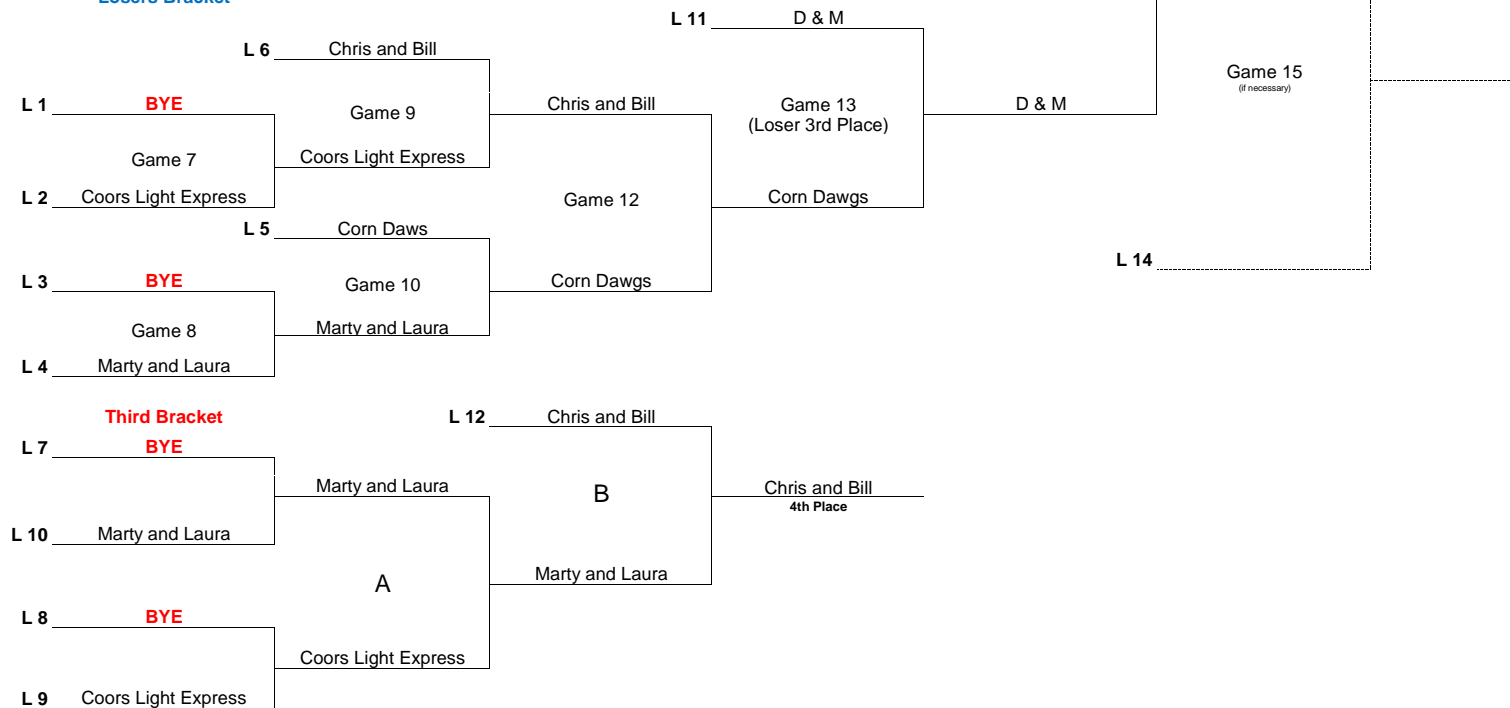 Losers Bracket
L 11 D & M
L 6 Chris and Bill
Game 15
(if necessary)
L 1 BYE
Game 9
Chris and Bill
Game 13
(Loser 3rd Place)
D & M
Game 7
Coors Light Express
L 2 Coors Light Express
Game 12
Corn Dawgs
L 5 Corn Daws
L 14
L 3 BYE
Game 10
Corn Dawgs
Game 8
Marty and Laura
L 4 Marty and Laura
Third Bracket
L 12 Chris and Bill
L 7 BYE
Marty and Laura
B
Chris and Bill
4th Place
L 10 Marty and Laura
A
Marty and Laura
L 8 BYE
Coors Light Express
L 9 Coors Light Express